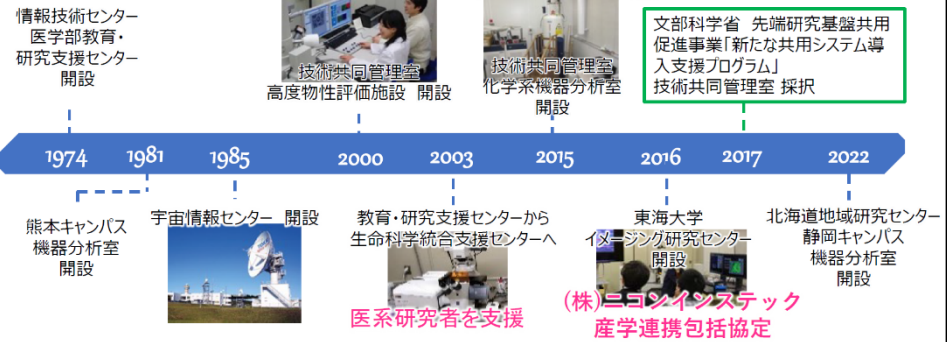 情報技術センター
医学部教育・
研究支援センター
開設
技術共同管理室
高度物性評価施設 開設
技術共同管理室
化学系機器分析室
開設
文部科学省 先端研究基盤共用
促進事業「新たな共用システム導
入支援プログラム」
技術共同管理室 採択
1974 1981 1985 2000 2003 2015 2016 2017 2022
熊本キャンパス
機器分析室
開設
宇宙情報センター 開設
教育・研究支援センターから
生命科学統合支援センターへ
医系研究者を支援
東海大学
イメージング研究センター
開設
(株)ニコンインステック
産学連携包括協定
北海道地域研究センター
静岡キャンパス
機器分析室
開設